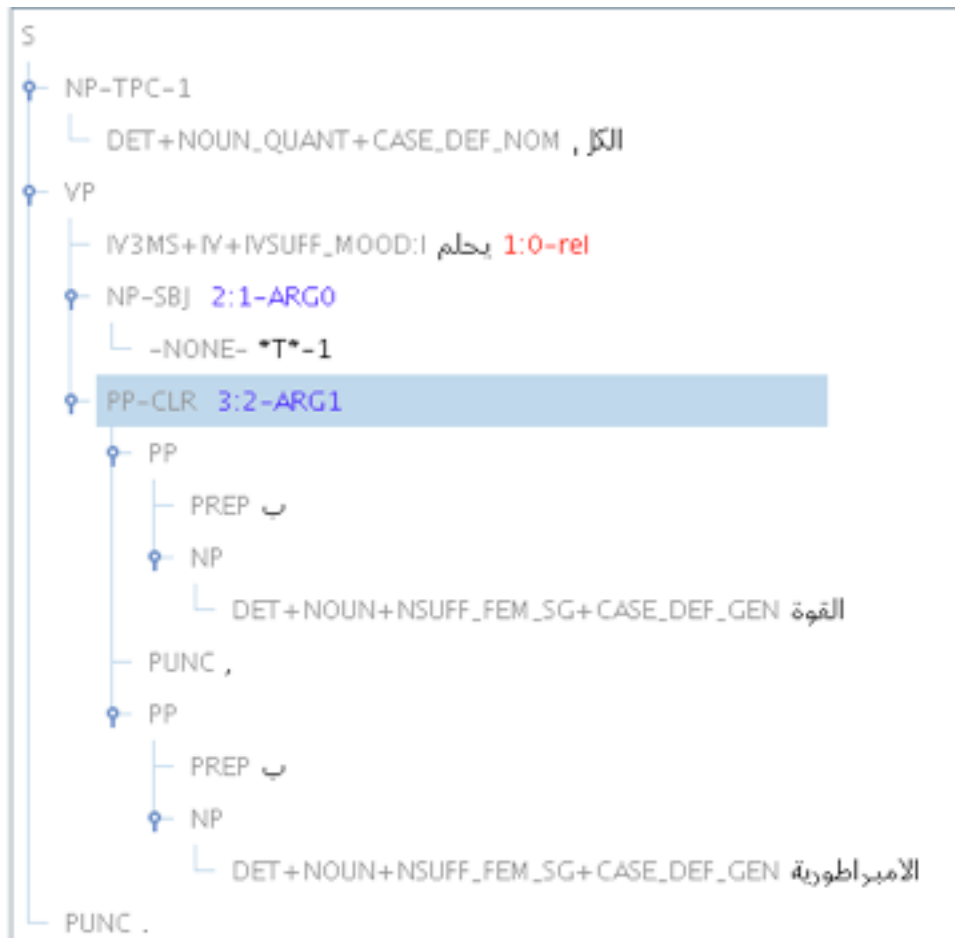 S
NP-TPC-1
DET+NOUN_QUANT+CASE_DEF_NOM الكل ,
VP
IV3MS+IV+IVSUFF_MOOD:I يحلم 1:0-rel
NP-SBJ 2:1-ARG0
-NONE- *T*-1
PP-CLR 3:2-ARG1
PP
PREP ب
NP
DET+NOUN+NSUFF_FEM_SG+CASE_DEF_GEN القوة
PUNC ,
PP
PREP ب
NP
DET+NOUN+NSUFF_FEM_SG+CASE_DEF_GEN الامبراطورية
PUNC .